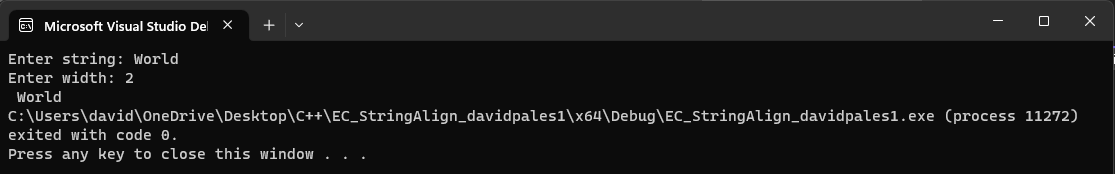 Microsoft Visual Studio De
Enter string: World
Enter width: 2
 World
C:\Users\david\OneDrive\Desktop\C++\EC_StringAlign_davidpales1\x64\Debug\EC_StringAlign_davidpales1.exe (process 11272)
exited with code 0.
Press any key to close this window . . .